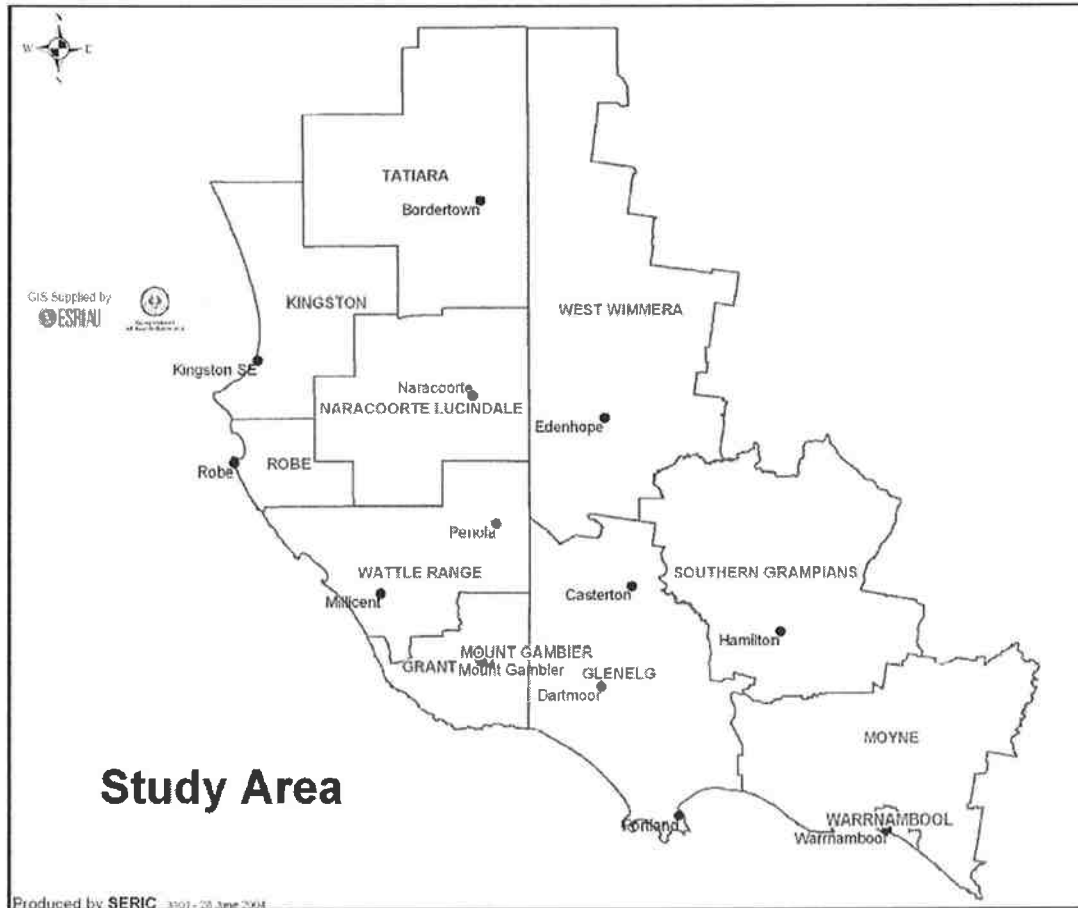 N
W E
TATIARA
Bordertown
KINGSTON
WEST WIMMERA
GIS Supplied by
ESRIAU
Kingston SE
Naracoorte
NARACOORTE LUCINDALE
Edenhope
ROBE
Robe
Penola
WATTLE RANGE
SOUTHERN GRAMPIANS
Casterton
Millicent
Hamilton
MOUNT GAMBIER
GRANT
Mount Gambier
GLENELG
Dartmoor
MOYNE
Study Area
Portland
WARRNAMBOOL
Warrnambool
Produced by SERIC